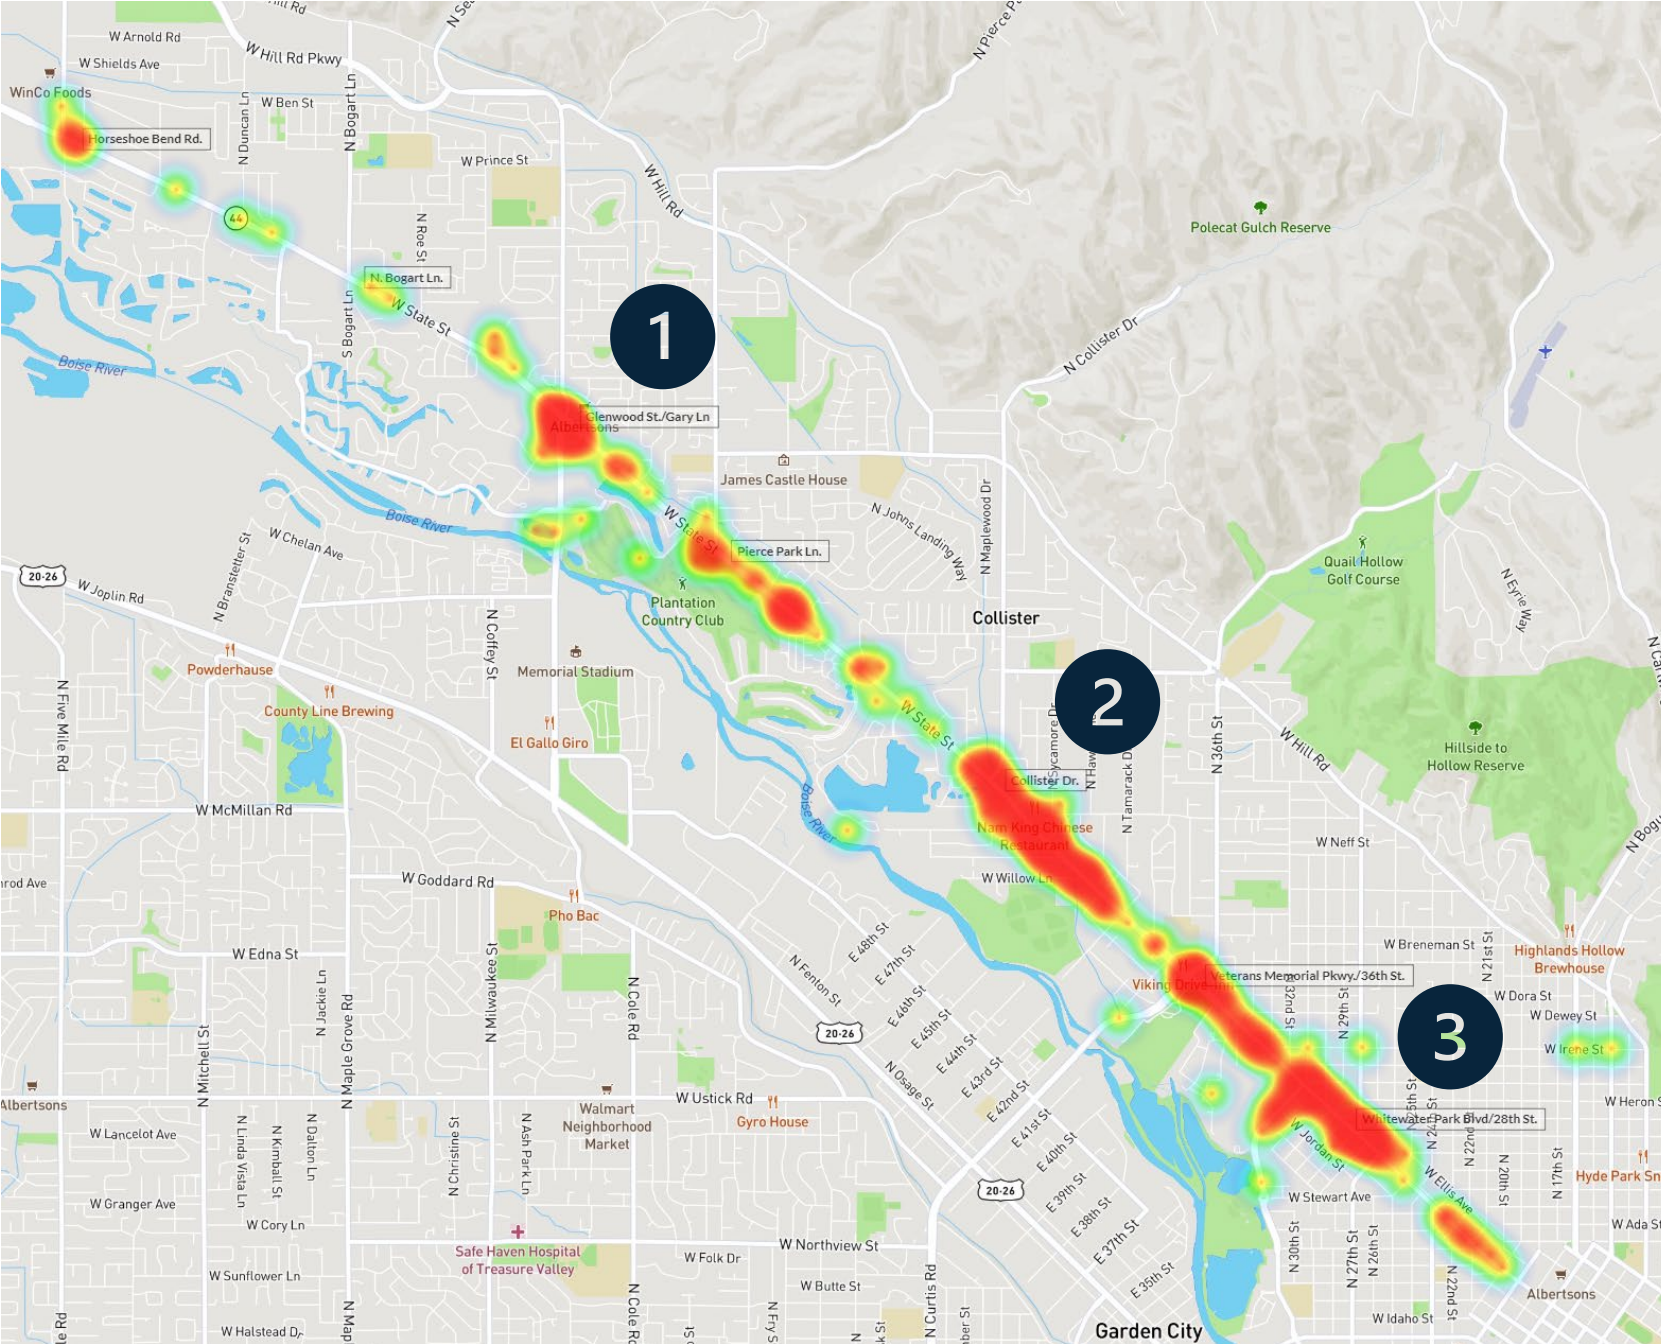 W Arnold Rd
W Shields Ave
WinCo Foods
W Hill Rd Pkwy
W Ben St
N Duncan Ln
N Bogart Ln
Horseshoe Bend Rd.
W Prince St
N Roe St
W Hill Rd
44
N. Bogart Ln.
W State St
S Bogart Ln
Boise River
1
Polecat Gulch Reserve
N Collister Dr
Glenwood St./Gary Ln
Albertsons
James Castle House
N Johns Landing Way
N Maplewood Dr
Boise River
W State St
Pierce Park Ln.
W Chelan Ave
N Branstetter St
20-26
W Joplin Rd
Plantation
Country Club
Collister
Quail Hollow
Golf Course
N Eyrie Way
N Coffey St
Memorial Stadium
Powderhouse
County Line Brewing
El Gallo Giro
N Five Mile Rd
W State St
2
N 36th St
W Hill Rd
Hillside to
Hollow Reserve
N Sycamore Dr
Collister Dr.
Boise River
W McMillan Rd
Nam King Chinese
Restaurant
W Willow Ln
W Neff St
W Goddard Rd
Pho Bac
W Edna St
N Jackie Ln
N Maple Grove Rd
N Milwaukee St
N Cole Rd
N Fenton St
E 48th St
E 47th St
E 46th St
E 45th St
E 44th St
E 43rd St
E 42nd St
E 41st St
E 40th St
E 39th St
E 38th St
E 37th St
E 35th St
20-26
N Osage St
Viking Drive-Inn
Veterans Memorial Pkwy./36th St.
W Breneman St
N 21st St
Highlands Hollow
Brewhouse
W Dora St
W Dewey St
32nd St
N 29th St
3
W Irene St
Albertsons
N Mitchell St
W Ustick Rd
Walmart
Neighborhood
Market
Gyro House
W Lancelot Ave
N Linda Vista Ln
N Kimball St
N Dalton Ln
N Christine St
N Ash Park Ln
Whitewater Park Blvd/28th St.
N 25th St
N 24th St
N 22nd St
W Jordan St
W Ellis Ave
N 20th St
N 17th St
W Heron S
Hyde Park Sn
20-26
W Stewart Ave
W Granger Ave
W Cory Ln
Safe Haven Hospital
of Treasure Valley
W Northview St
W Folk Dr
W Butte St
N 30th St
N 27th St
N 26th St
W Ada St
W Sunflower Ln
W Halstead Dr
N Cole Rd
N Curtis Rd
N 22nd St
Albertsons
W Idaho St
Garden City